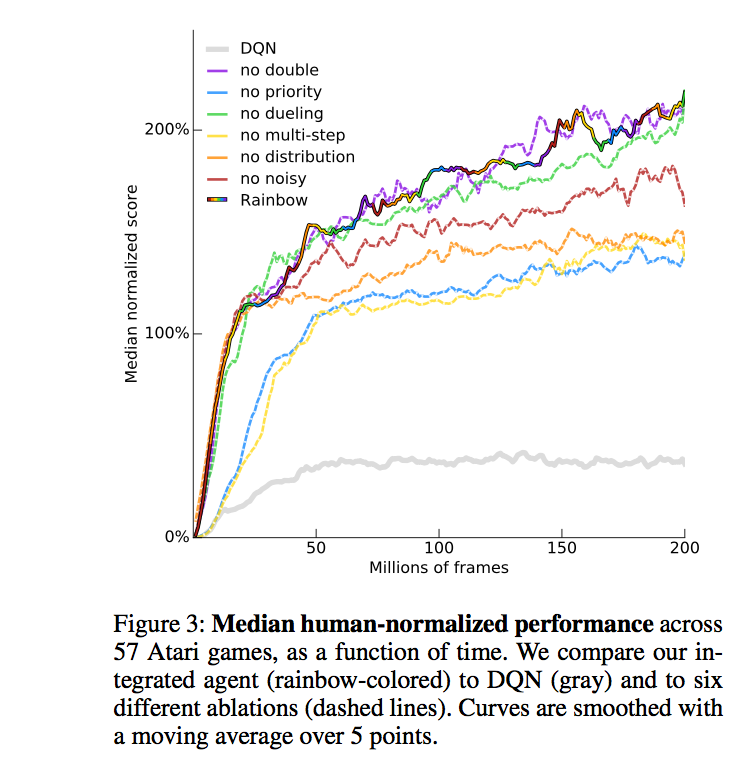 DQN
no double
no priority
no dueling
no multi-step
no distribution
no noisy
Rainbow
200%
100%
0%
Median normalized score
50 100 150 200
Millions of frames
Figure 3: Median human-normalized performance across
57 Atari games, as a function of time. We compare our in-
tegrated agent (rainbow-colored) to DQN (gray) and to six
different ablations (dashed lines). Curves are smoothed with
a moving average over 5 points.